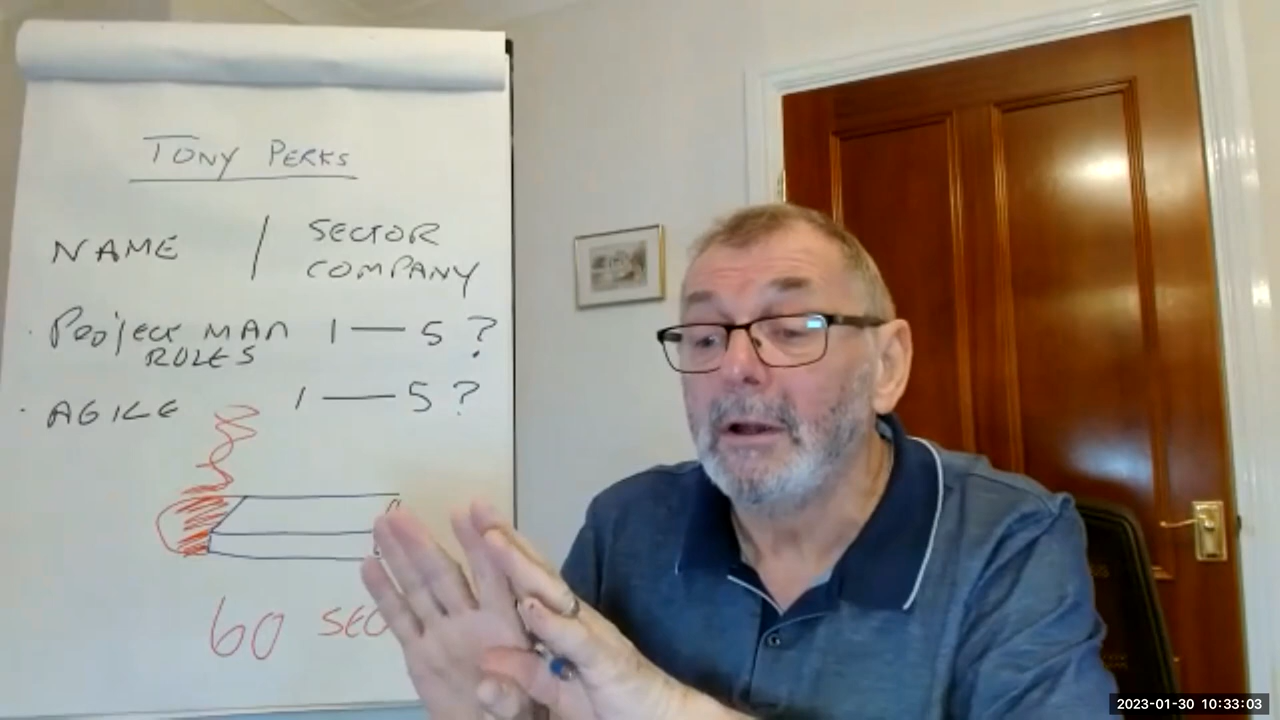 TONY PERKS
NAME / SECTOR
COMPANY
· Project MAN 1 — 5 ?
ROLES
· AGILE 1 — 5 ?
60 SEC
2023-01-30 10:33:03